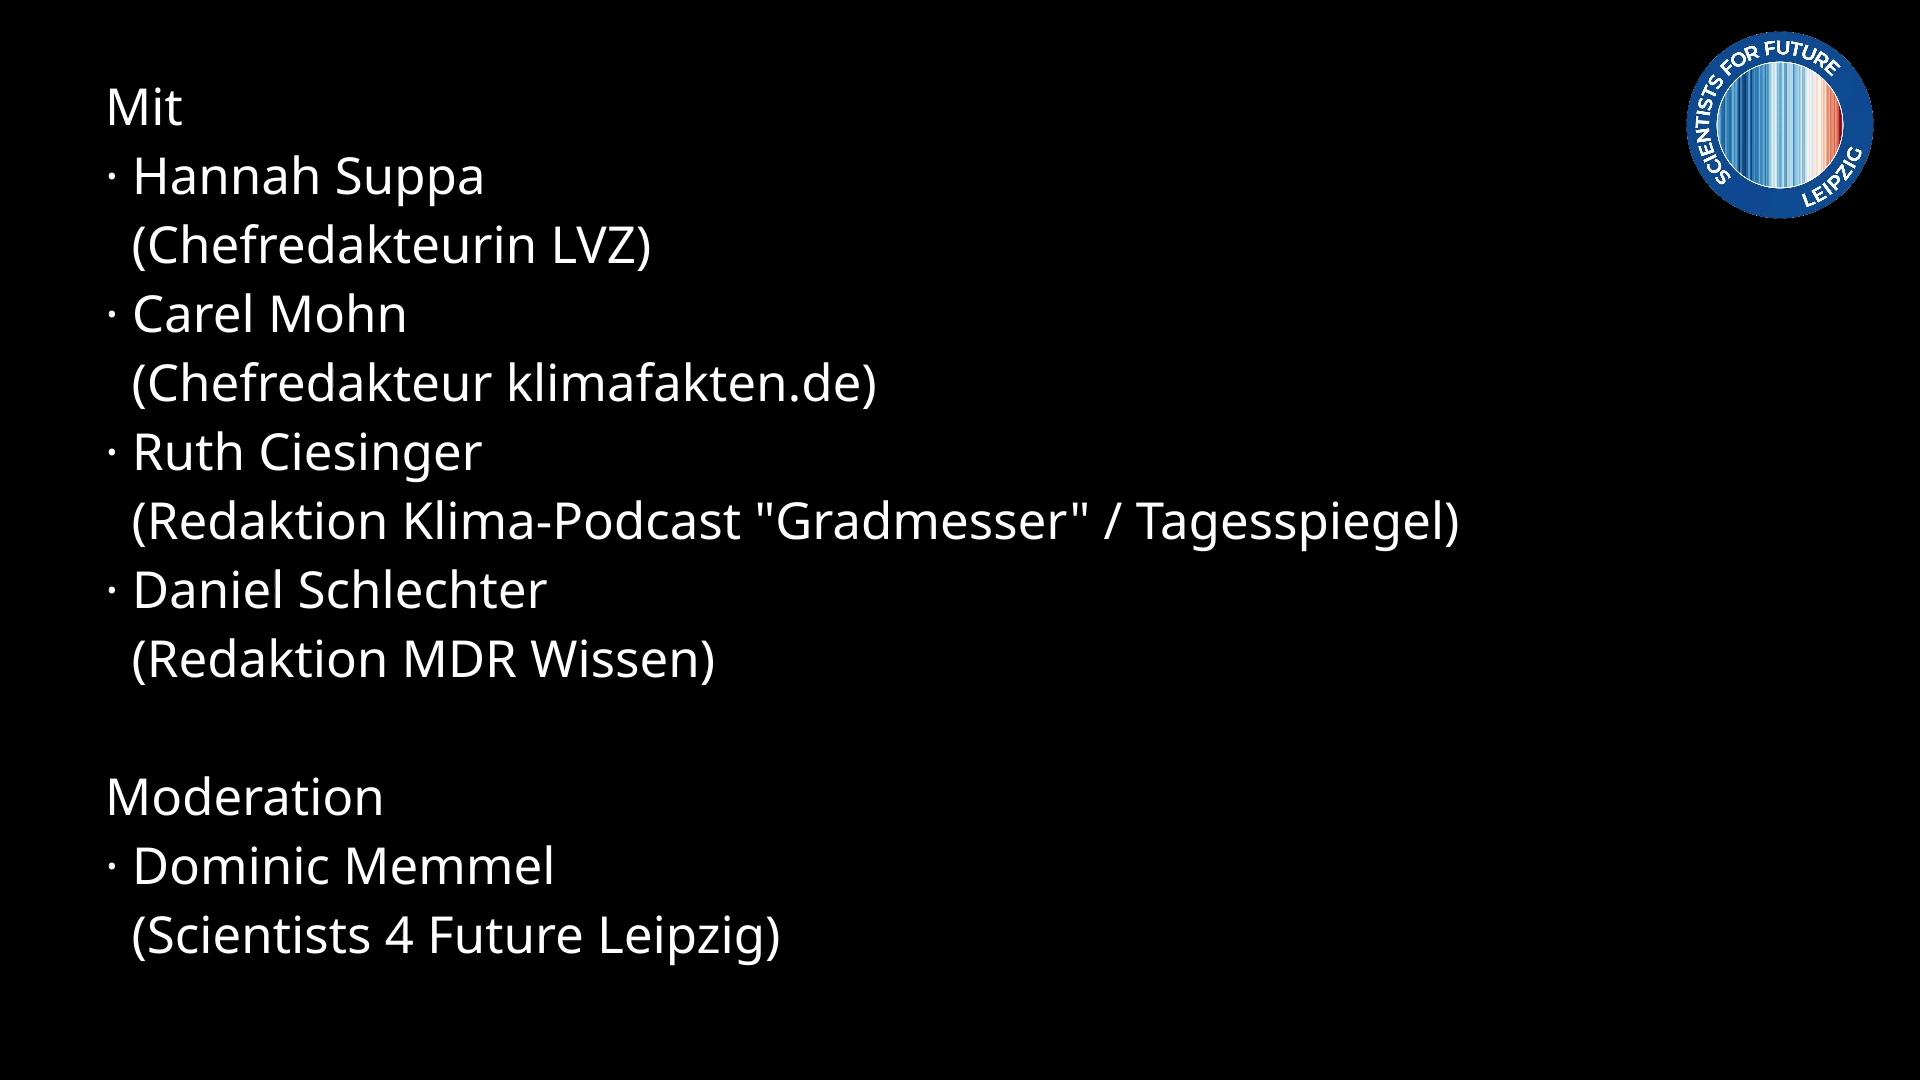 SCIENTISTS FOR FUTURE
LEIPZIG
Mit
· Hannah Suppa
(Chefredakteurin LVZ)
· Carel Mohn
(Chefredakteur klimafakten.de)
· Ruth Ciesinger
(Redaktion Klima-Podcast "Gradmesser" / Tagesspiegel)
· Daniel Schlechter
(Redaktion MDR Wissen)
Moderation
· Dominic Memmel
(Scientists 4 Future Leipzig)